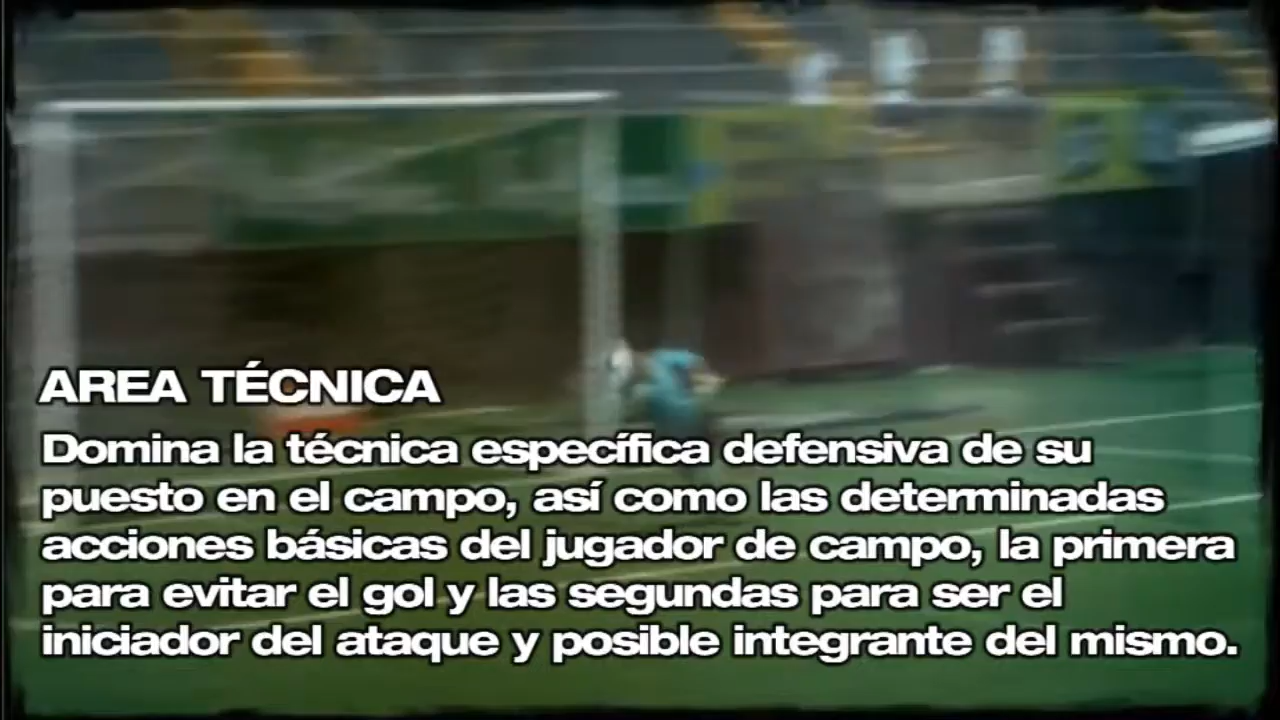 AREA TÉCNICA
Domina la técnica específica defensiva de su
puesto en el campo, así como las determinadas
acciones básicas del jugador de campo, la primera
para evitar el gol y las segundas para ser el
iniciador del ataque y posible integrante del mismo.